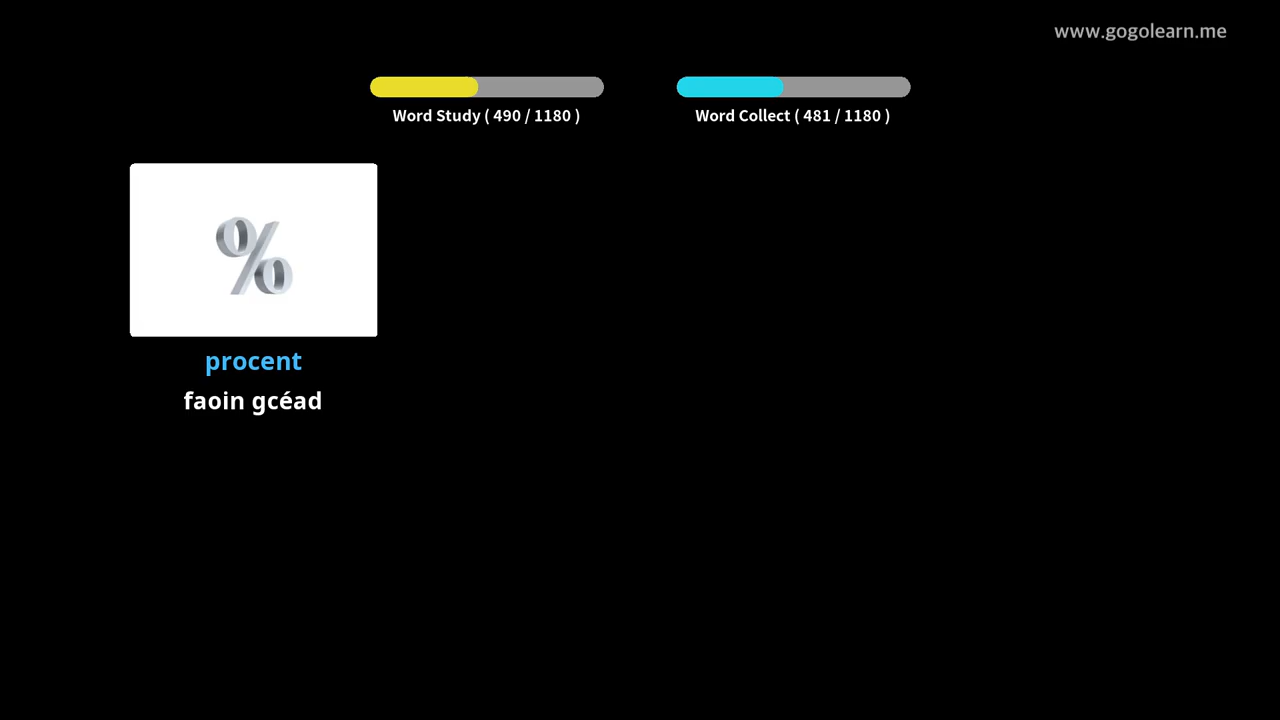 www.gogolearn.me
Word Study ( 490 / 1180 )
Word Collect ( 481 / 1180 )
%
procent
faoin gcéad